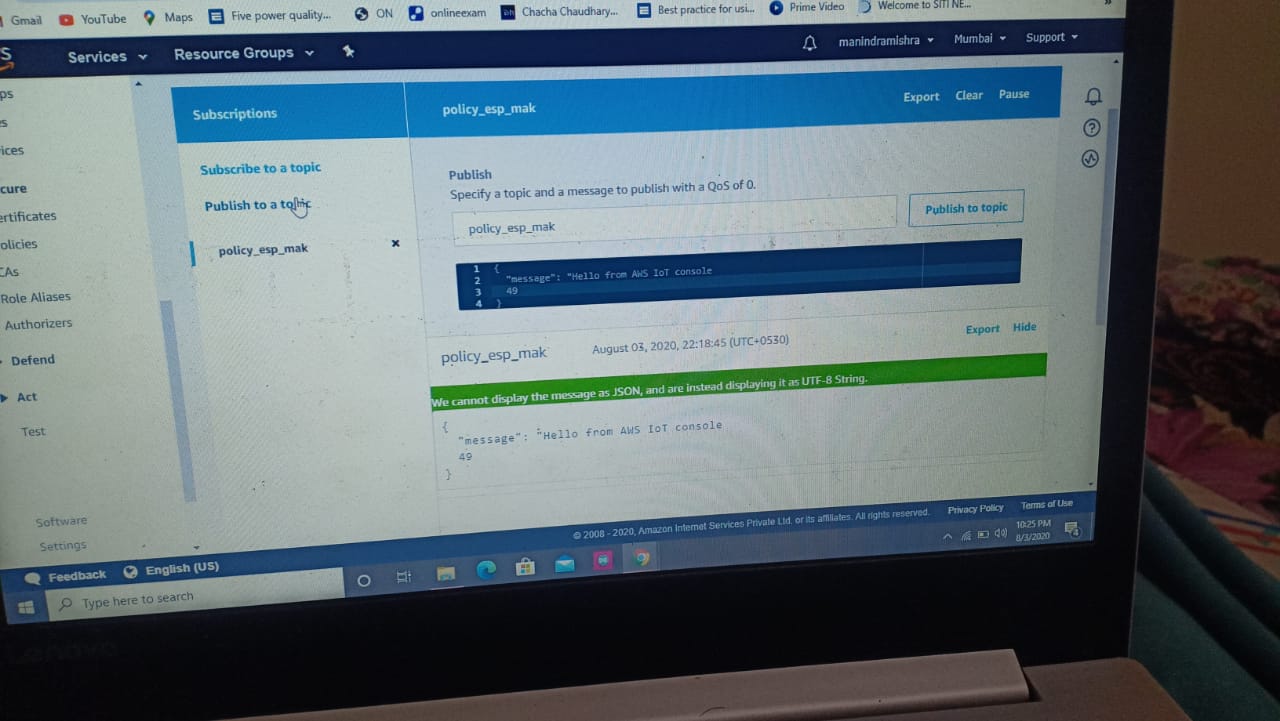 Gmail YouTube Maps Five power quality... ON onlineexam Chacha Chaudhary... Best practice for usi... Prime Video Welcome to SITI NE... »
Services Resource Groups manindramishra Mumbai Support
Subscriptions policy_esp_mak Export Clear Pause
ices
cure
ertificates
olicies
CAs
Role Aliases
Authorizers
Defend
Act
Test
Software
Settings
Subscribe to a topic
Publish to a topic
policy_esp_mak ×
Publish
Specify a topic and a message to publish with a QoS of 0.
policy_esp_mak Publish to topic
1 {
2 "message": "Hello from AWS IoT console
3 49
4 }
policy_esp_mak August 03, 2020, 22:18:45 (UTC+0530) Export Hide
We cannot display the message as JSON, and are instead displaying it as UTF-8 String.
{
"message": "Hello from AWS IoT console
49
}
Feedback English (US) © 2008 - 2020, Amazon Internet Services Private Ltd. or its affiliates. All rights reserved. Privacy Policy Terms of Use
Type here to search
10:25 PM
8/3/2020
4
Lenovo